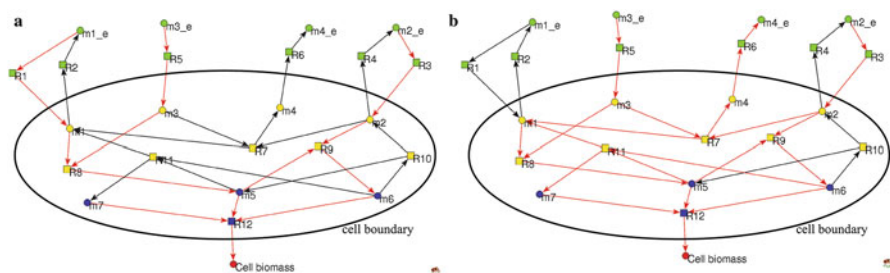 a
m1_e
m3_e
m4_e
m2_e
R1
R2
R5
R6
R4
R3
m1
m3
m4
m2
R7
R8
R11
R9
R10
m5
m6
m7
R12
cell boundary
Cell biomass
b
m1_e
m3_e
m4_e
m2_e
R1
R2
R5
R6
R4
R3
m1
m3
m4
m2
R7
R8
R11
R9
R10
m5
m6
m7
R12
cell boundary
Cell biomass